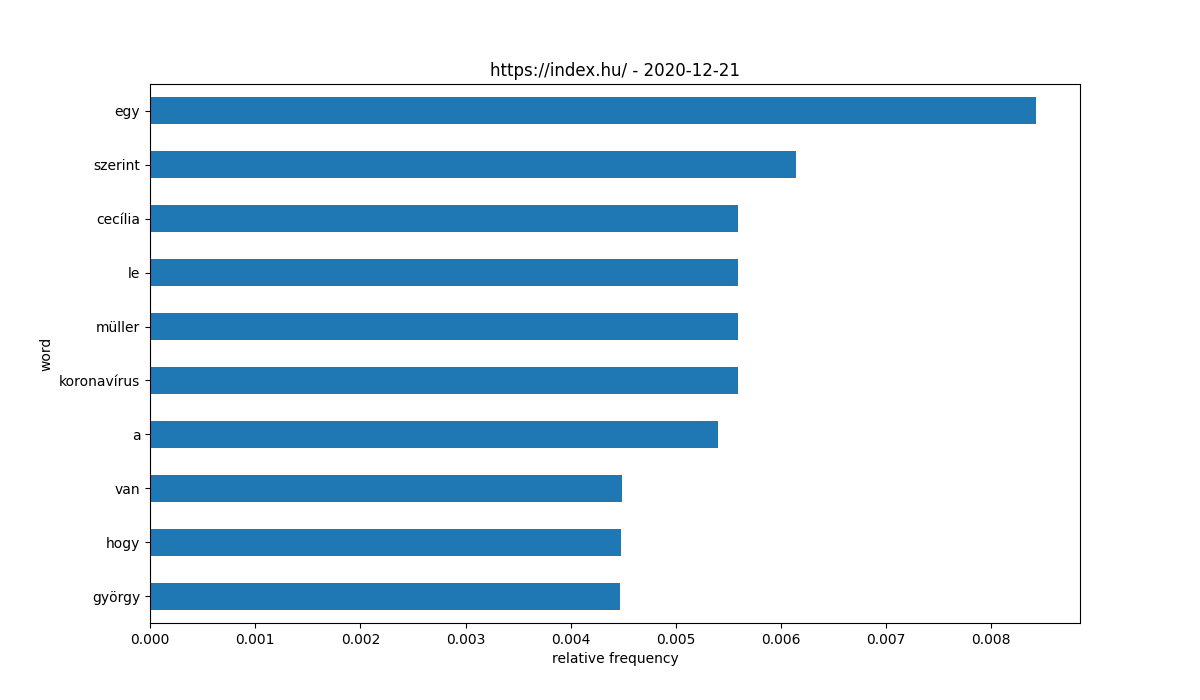 https://index.hu/ - 2020-12-21
egy
szerint
cecília
le
müller
koronavírus
a
van
hogy
györgy
word
0.000 0.001 0.002 0.003 0.004 0.005 0.006 0.007 0.008
relative frequency